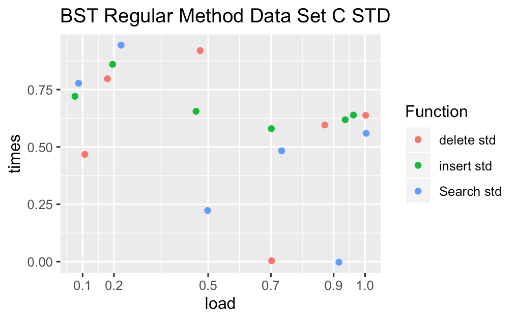 BST Regular Method Data Set C STD
times
0.75
0.50
0.25
0.00
0.1 0.2 0.5 0.7 0.9 1.0
load
Function
delete std
insert std
Search std